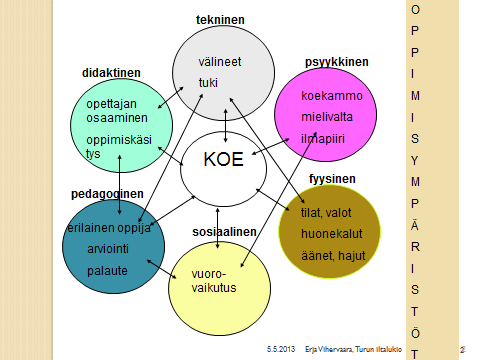 tekninen
välineet
tuki
psyykkinen
koekammo
mielivalta
ilmapiiri
didaktinen
opettajan
osaaminen
oppimiskäsi
tys
KOE
fyysinen
tilat, valot
huonekalut
äänet, hajut
pedagoginen
erilainen oppija
arviointi
palaute
sosiaalinen
vuoro-
vaikutus
O
P
P
I
M
I
S
Y
M
P
Ä
R
I
S
T
Ö
T
5.5.2013 Erja Vihervaara, Turun iltalukio 2